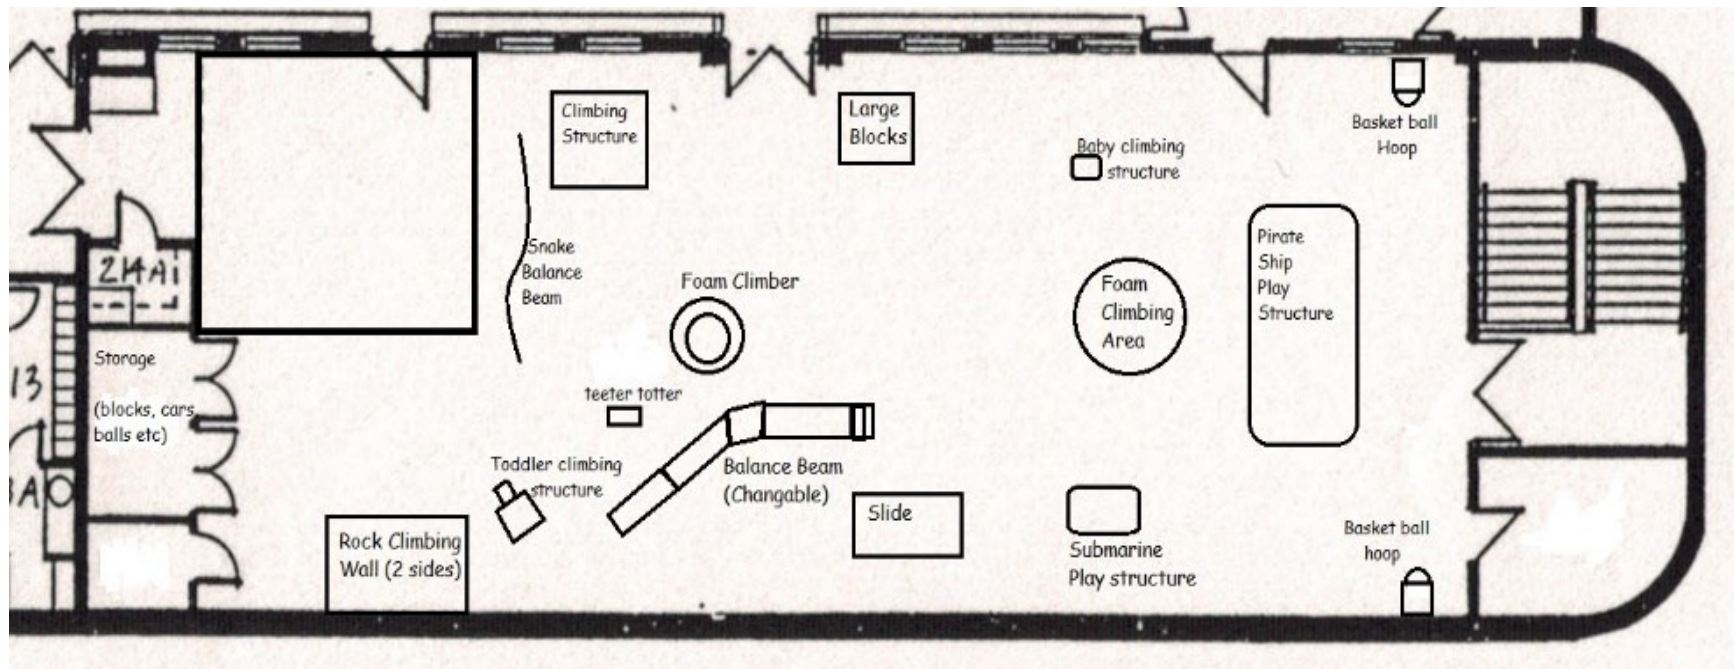 Climbing
Structure
Large
Blocks
Basket ball
Hoop
Baby climbing
structure
Snake
Balance
Beam
214A1
Foam Climber
Foam
Climbing
Area
Pirate
Ship
Play
Structure
Storage
(blocks, cars,
balls etc)
13
teeter totter
Toddler climbing
structure
Balance Beam
(Changable)
Slide
Rock Climbing
Wall (2 sides)
Submarine
Play structure
Basket ball
hoop